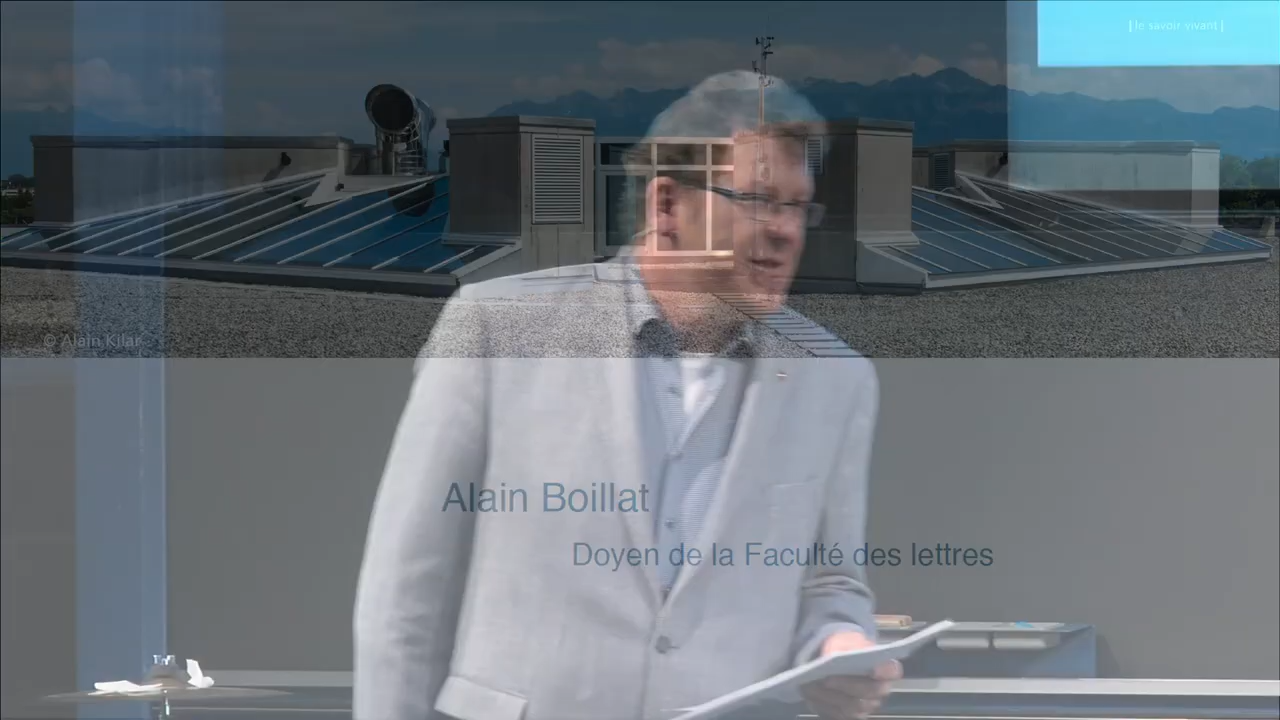 |le savoir vivant|
© Alain Kilar
Alain Boillat
Doyen de la Faculté des lettres